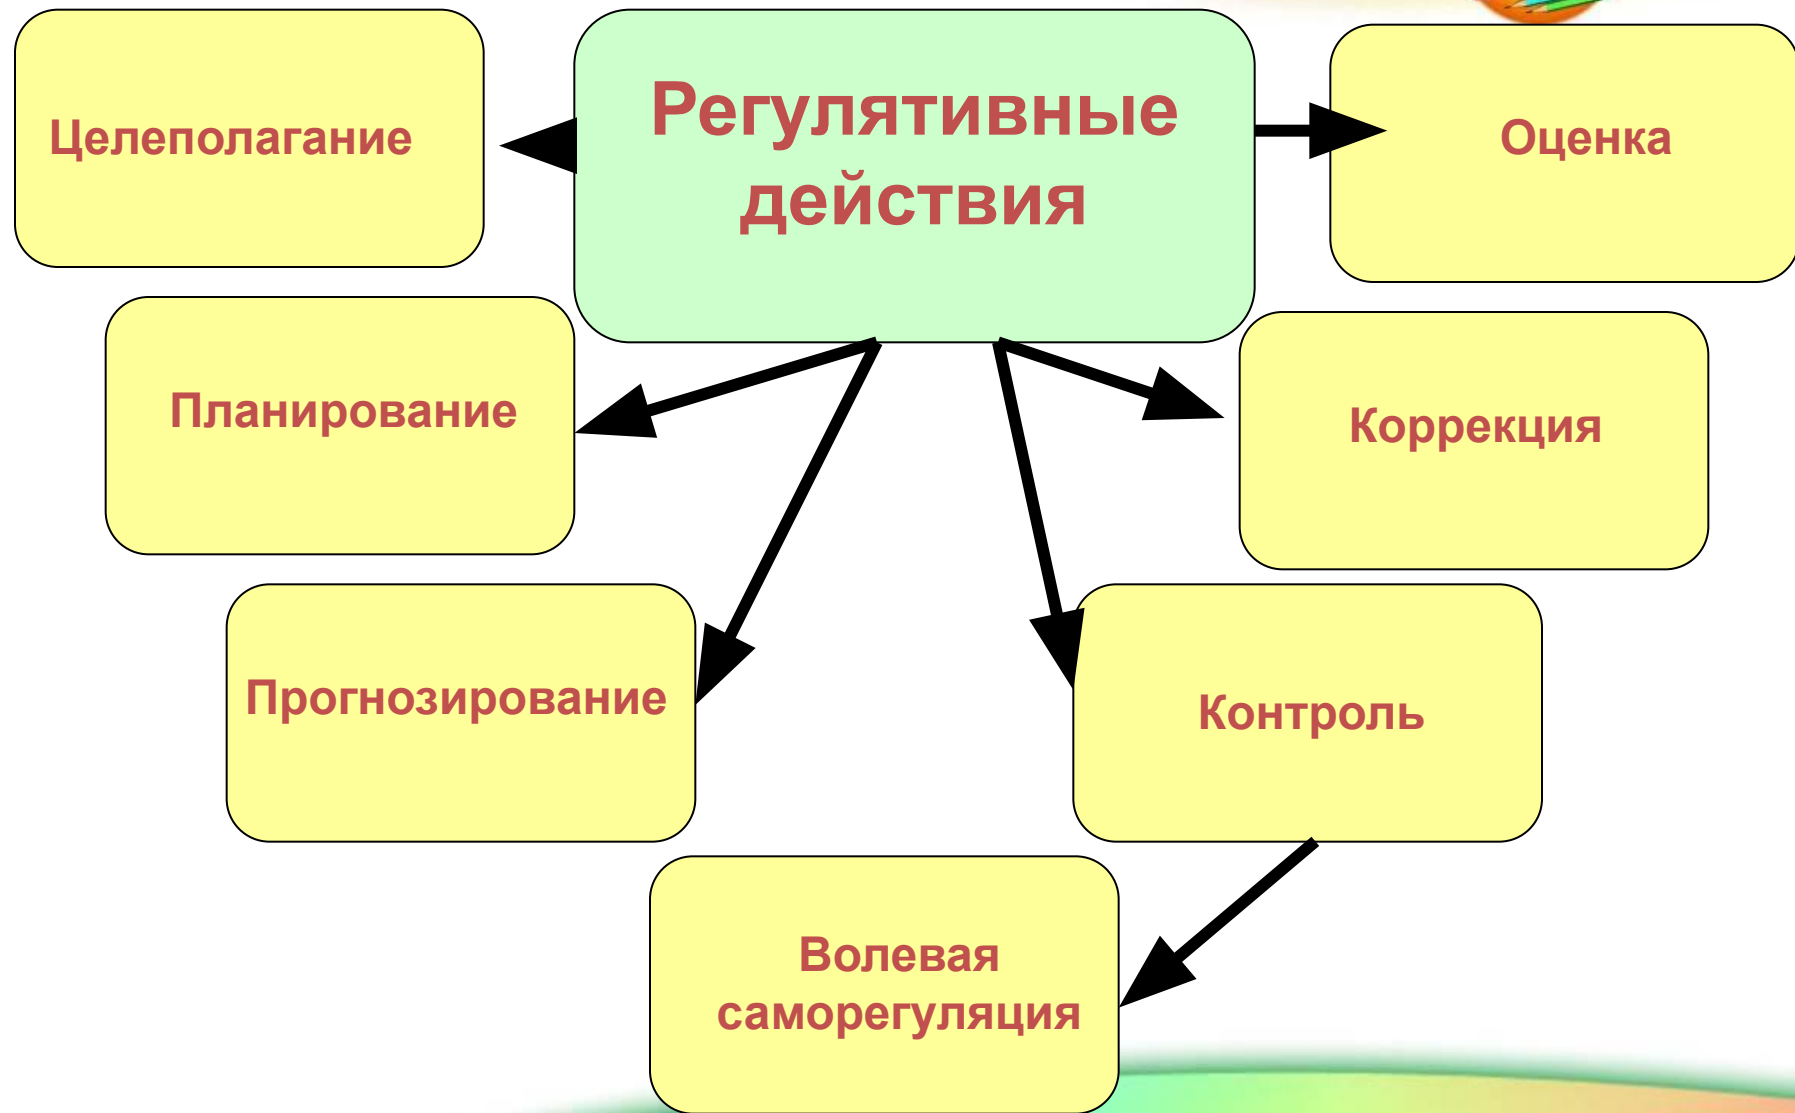 Регулятивные
действия
Целеполагание
Оценка
Планирование
Коррекция
Прогнозирование
Контроль
Волевая
саморегуляция